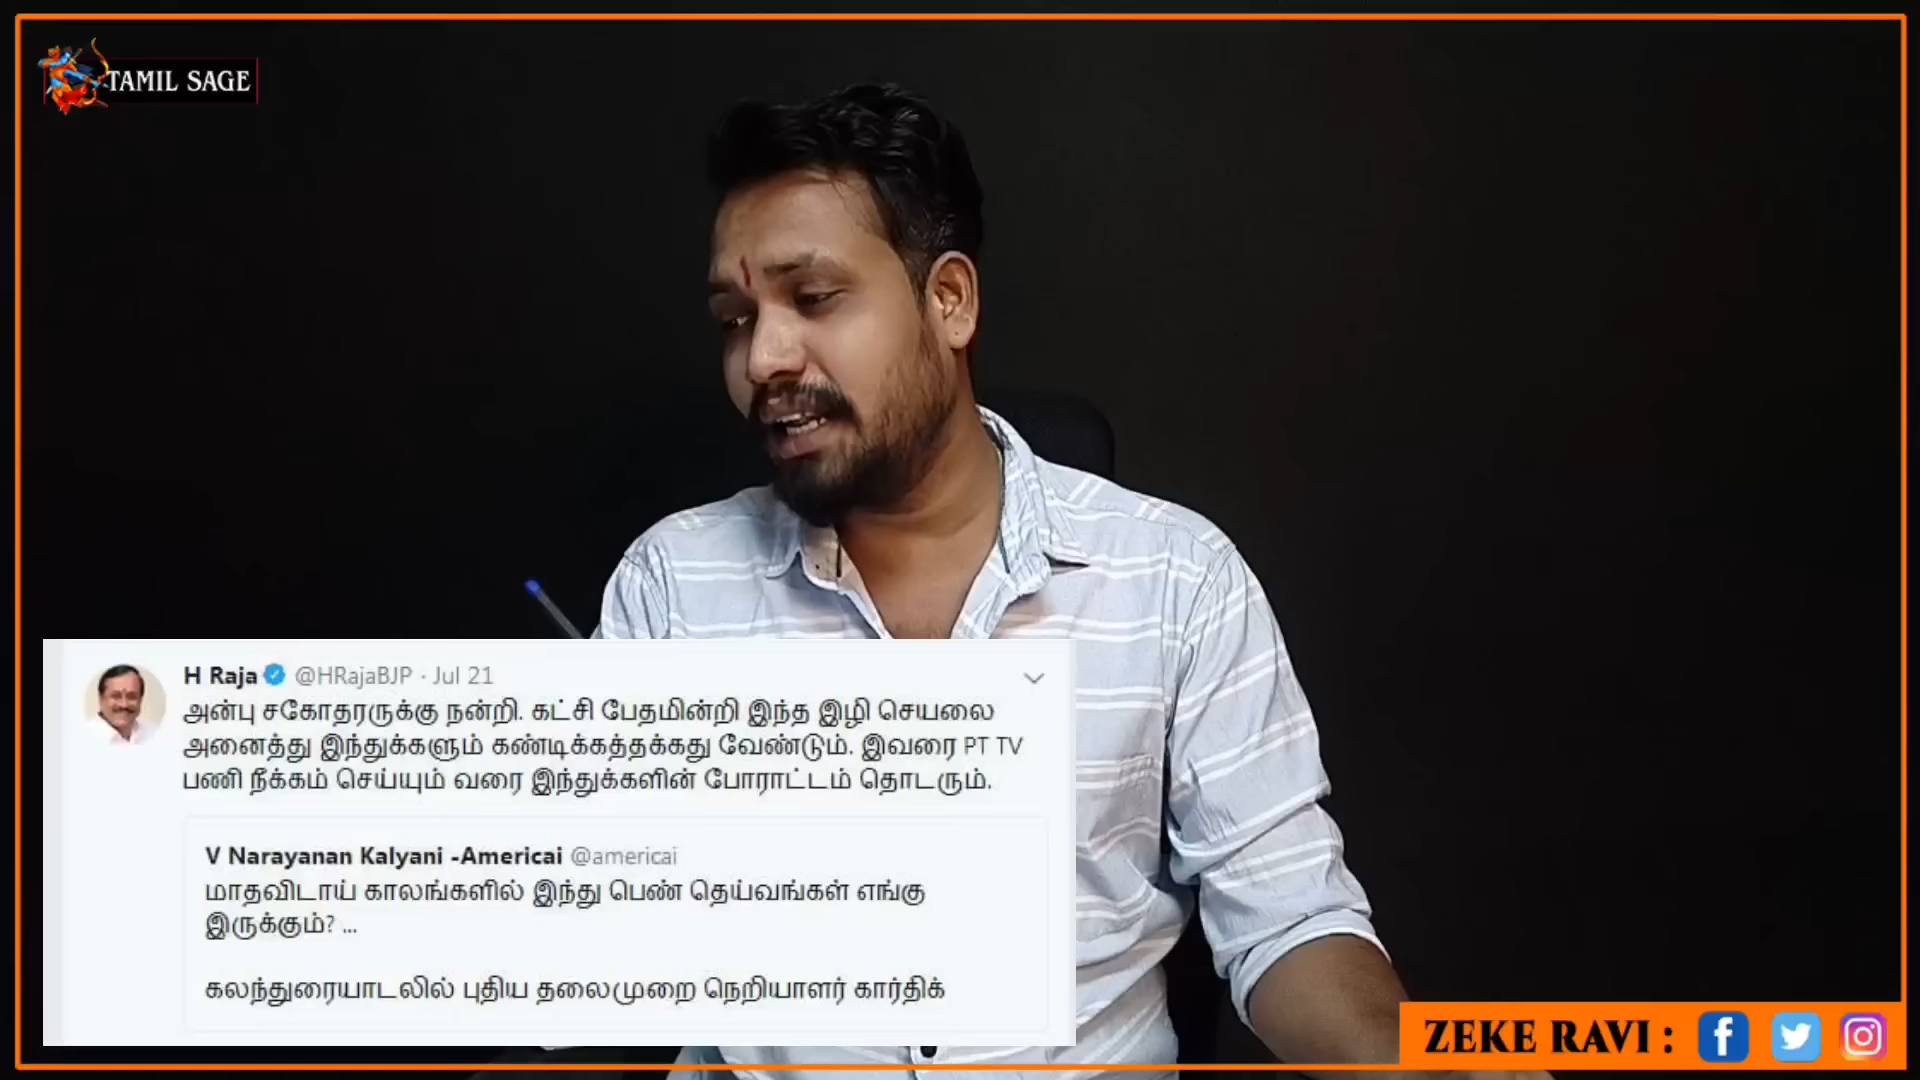 TAMIL SAGE
H Raja @HRajaBJP · Jul 21
அன்பு சகோதரருக்கு நன்றி. கட்சி பேதமின்றி இந்த இழி செயலை
அனைத்து இந்துக்களும் கண்டிக்கத்தக்கது வேண்டும். இவரை PT TV
பணி நீக்கம் செய்யும் வரை இந்துக்களின் போராட்டம் தொடரும்.
V Narayanan Kalyani -Americai @americai
மாதவிடாய் காலங்களில் இந்து பெண் தெய்வங்கள் எங்கு
இருக்கும்? ...
கலந்துரையாடலில் புதிய தலைமுறை நெறியாளர் கார்திக்
ZEKE RAVI :